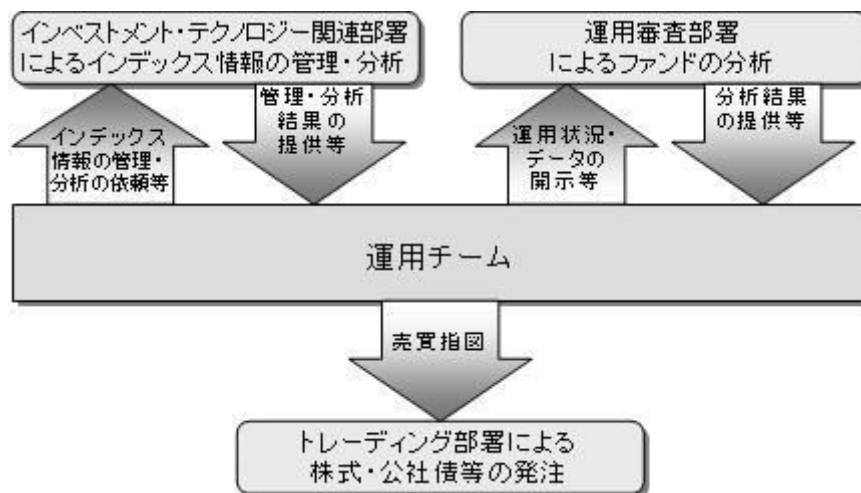 インベストメント・テクノロジー関連部署
によるインデックス情報の管理・分析
運用審査部署
によるファンドの分析
インデックス
情報の管理・
分析の依頼等
管理・分析
結果の
提供等
運用状況・
データの
開示等
分析結果
の提供等
運用チーム
売買指図
トレーディング部署による
株式・公社債等の発注